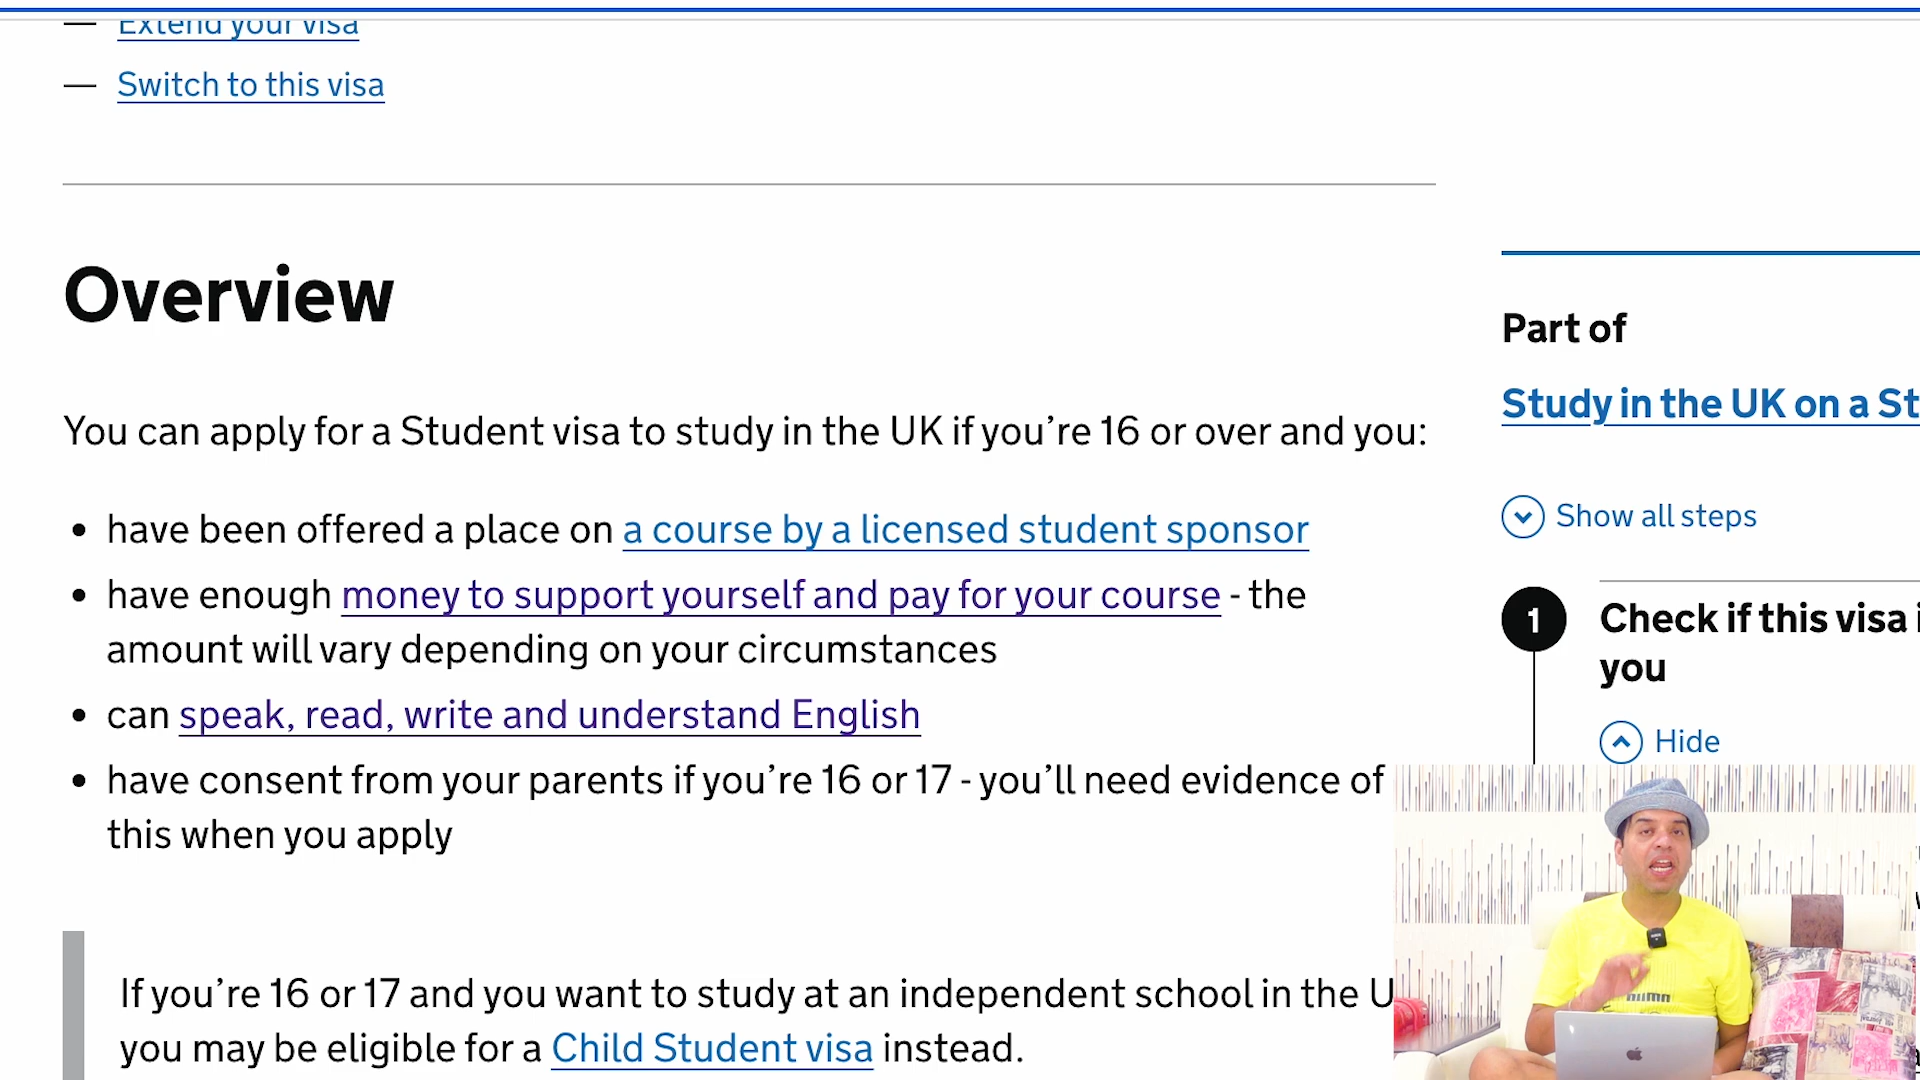 — Extend your visa
— Switch to this visa
Overview
You can apply for a Student visa to study in the UK if you’re 16 or over and you:
• have been offered a place on a course by a licensed student sponsor
• have enough money to support yourself and pay for your course - the
amount will vary depending on your circumstances
• can speak, read, write and understand English
• have consent from your parents if you’re 16 or 17 - you’ll need evidence of
this when you apply
If you’re 16 or 17 and you want to study at an independent school in the
you may be eligible for a Child Student visa instead.
Part of
Study in the UK on a
Show all steps
1
Check if this visa
you
Hide